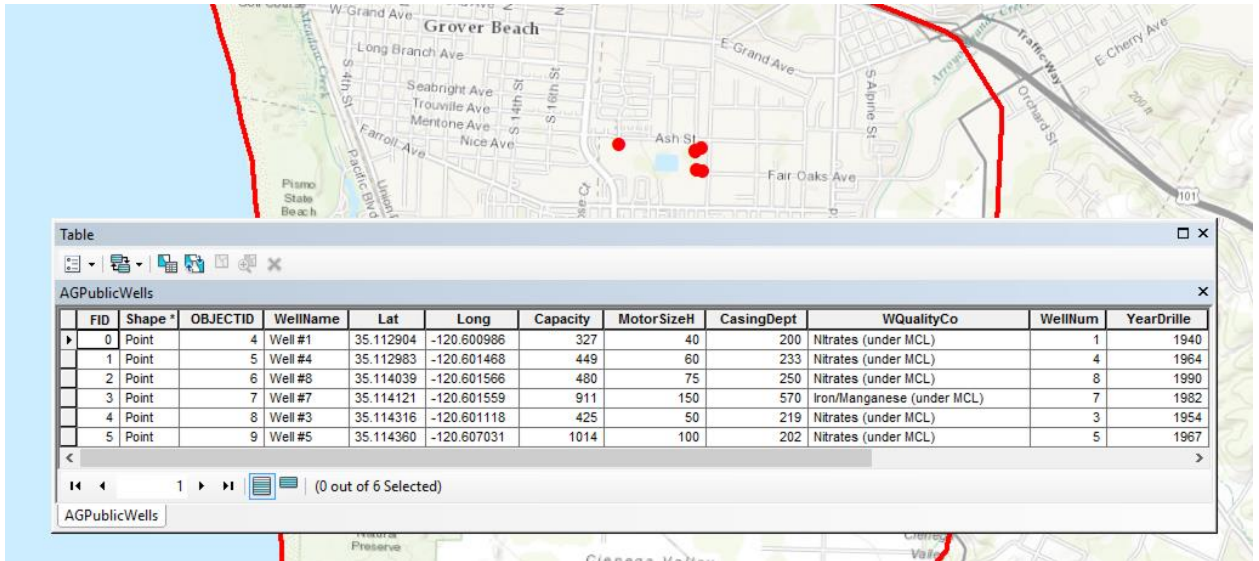 W Grand Ave
Grover Beach
Meadow Creek
Long Branch Ave
E Grand Ave
Traffic Way
E Cherry Ave
S 4th St
Seabright Ave
S 14th St
S 16th St
S Alpine St
Trouville Ave
Mentone Ave
Nice Ave
Farroll Ave
Ash St
Orchard St
200 ft
Fair Oaks Ave
Pacific Blvd
Pismo
State
Beach
101
Table
AGPublicWells
FID Shape * OBJECTID WellName Lat Long Capacity MotorSizeH CasingDept WQualityCo WellNum YearDrille
0 Point 4 Well #1 35.112904 -120.600986 327 40 200 Nitrates (under MCL) 1 1940
1 Point 5 Well #4 35.112983 -120.601468 449 60 233 Nitrates (under MCL) 4 1964
2 Point 6 Well #8 35.114039 -120.601566 480 75 250 Nitrates (under MCL) 8 1990
3 Point 7 Well #7 35.114121 -120.601559 911 150 570 Iron/Manganese (under MCL) 7 1982
4 Point 8 Well #3 35.114316 -120.601118 425 50 219 Nitrates (under MCL) 3 1954
5 Point 9 Well #5 35.114360 -120.607031 1014 100 202 Nitrates (under MCL) 5 1967
1
(0 out of 6 Selected)
AGPublicWells
Preserve